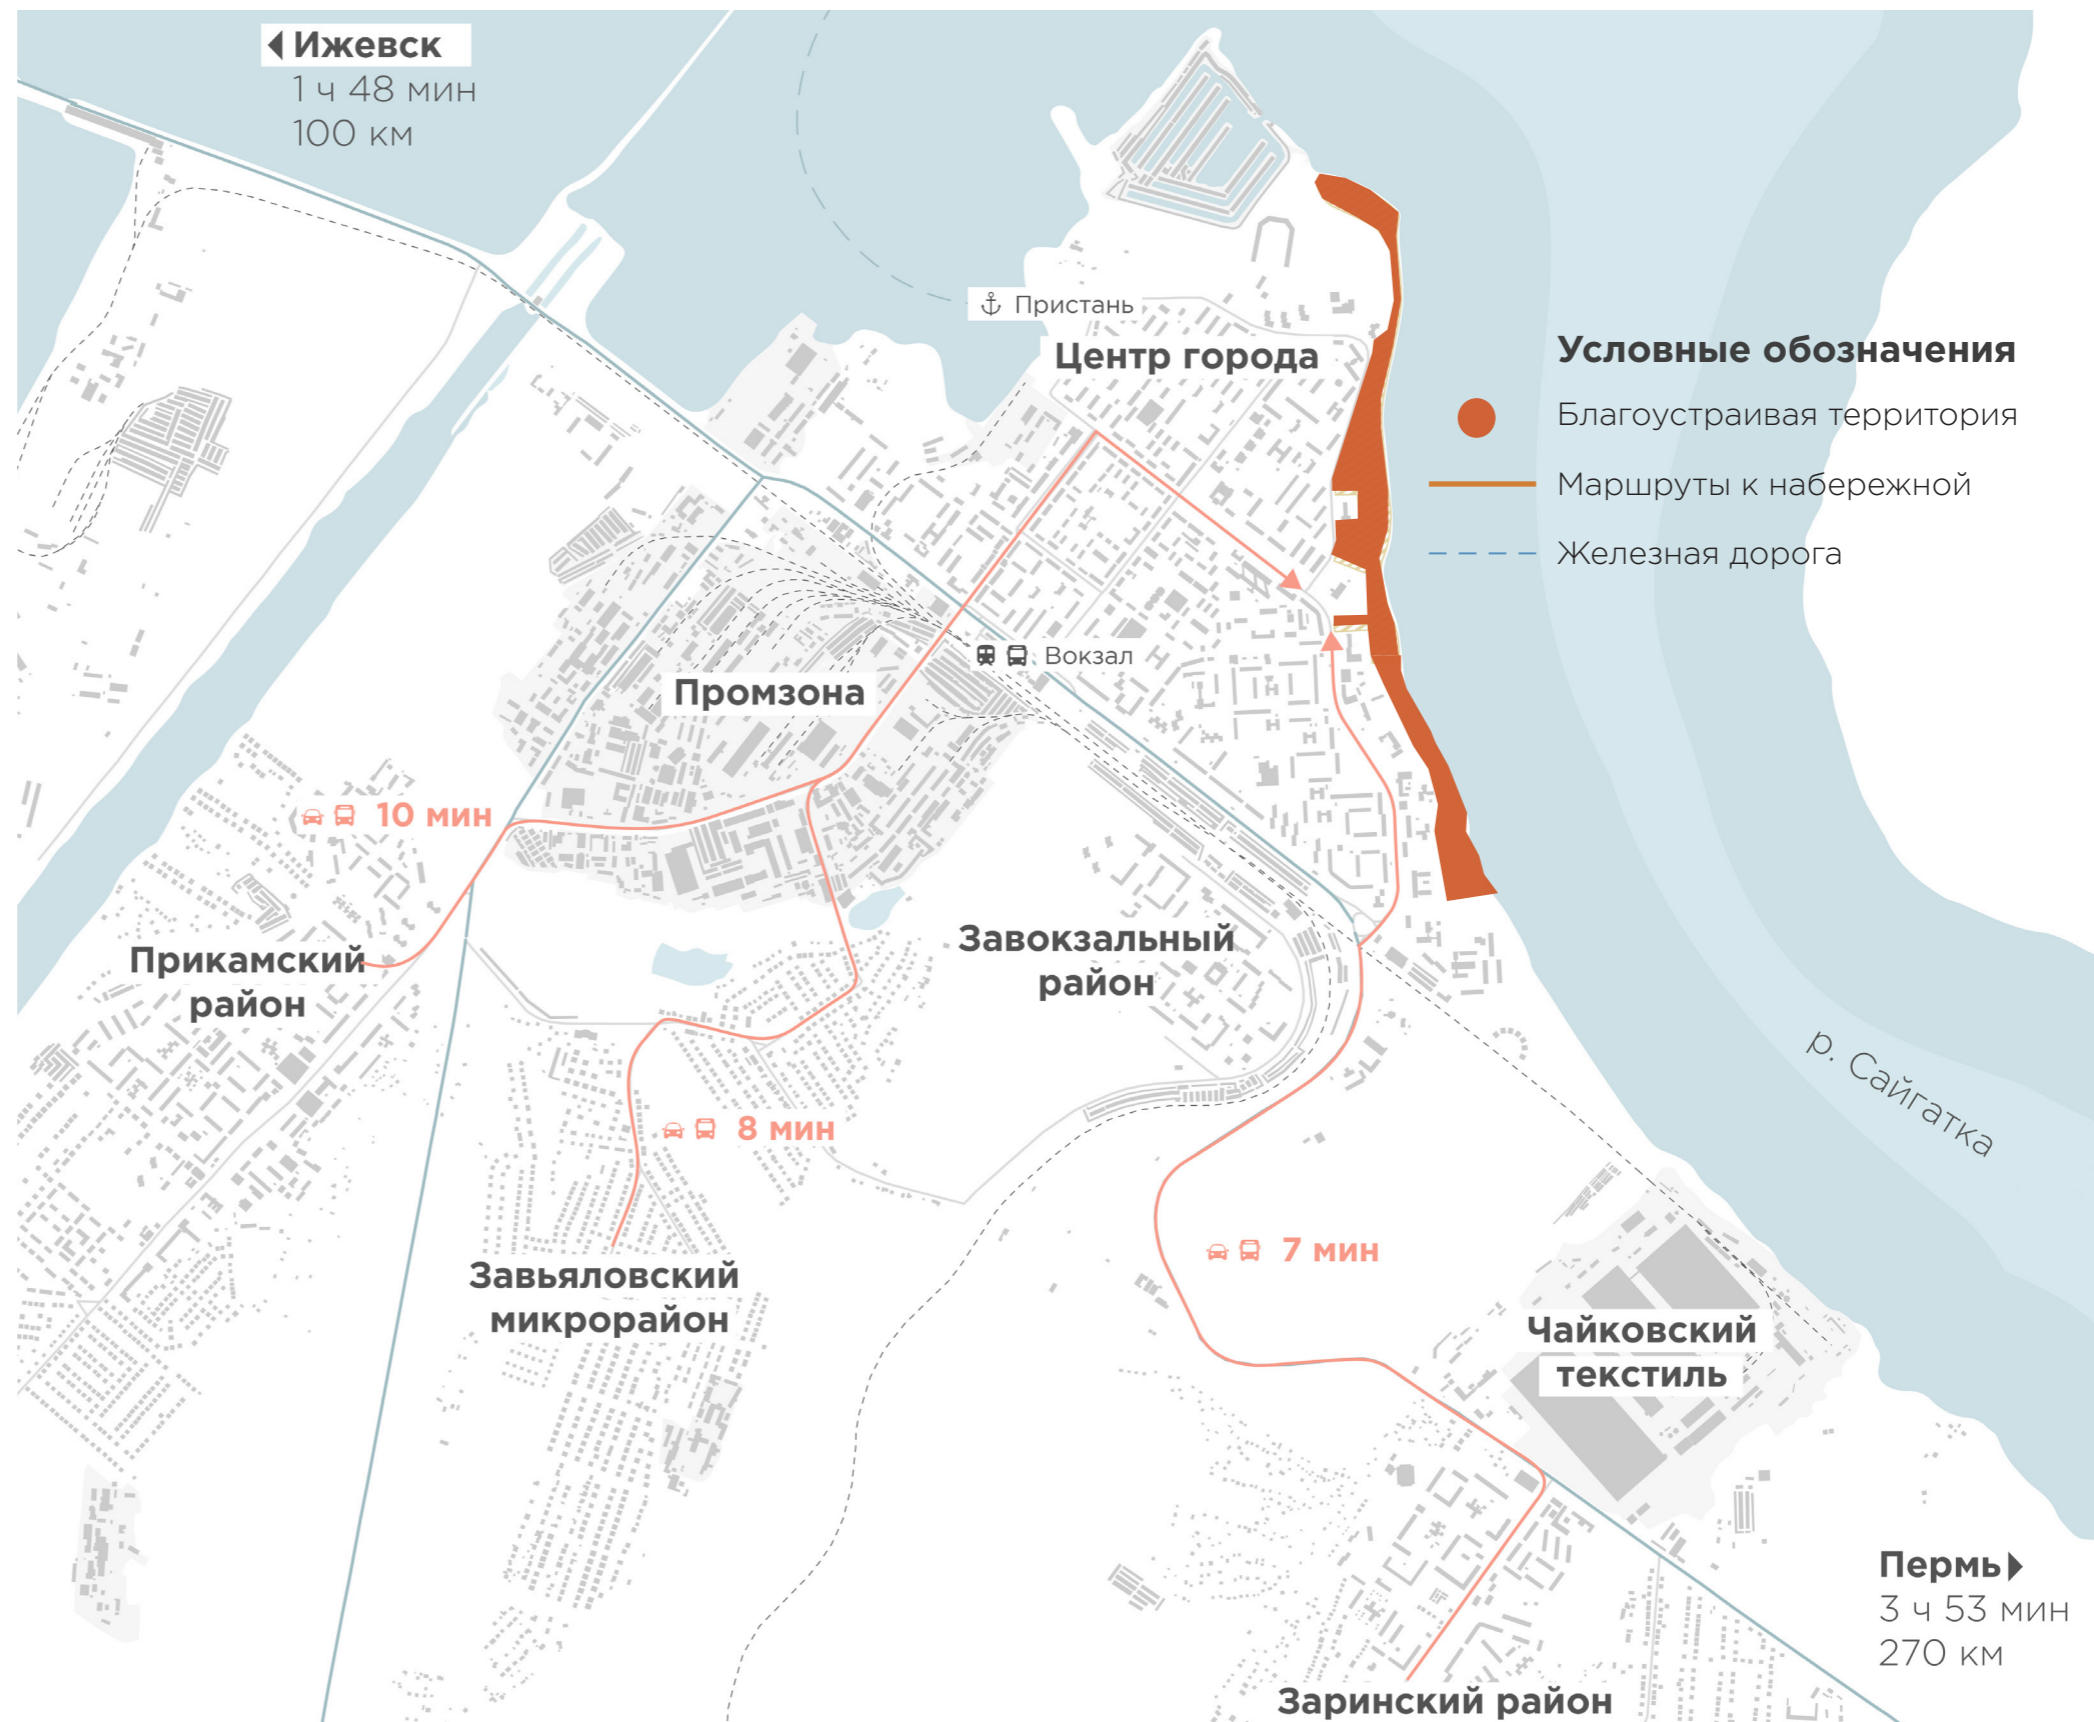 Ижевск
1 ч 48 мин
100 км
Пристань
Центр города
Условные обозначения
Благоустраивая территория
Маршруты к набережной
Железная дорога
Вокзал
Промзона
10 мин
Прикамский
район
Завокзальный
район
р. Сайгатка
8 мин
7 мин
Завьяловский
микрорайон
Чайковский
текстиль
Пермь
3 ч 53 мин
270 км
Заринский район